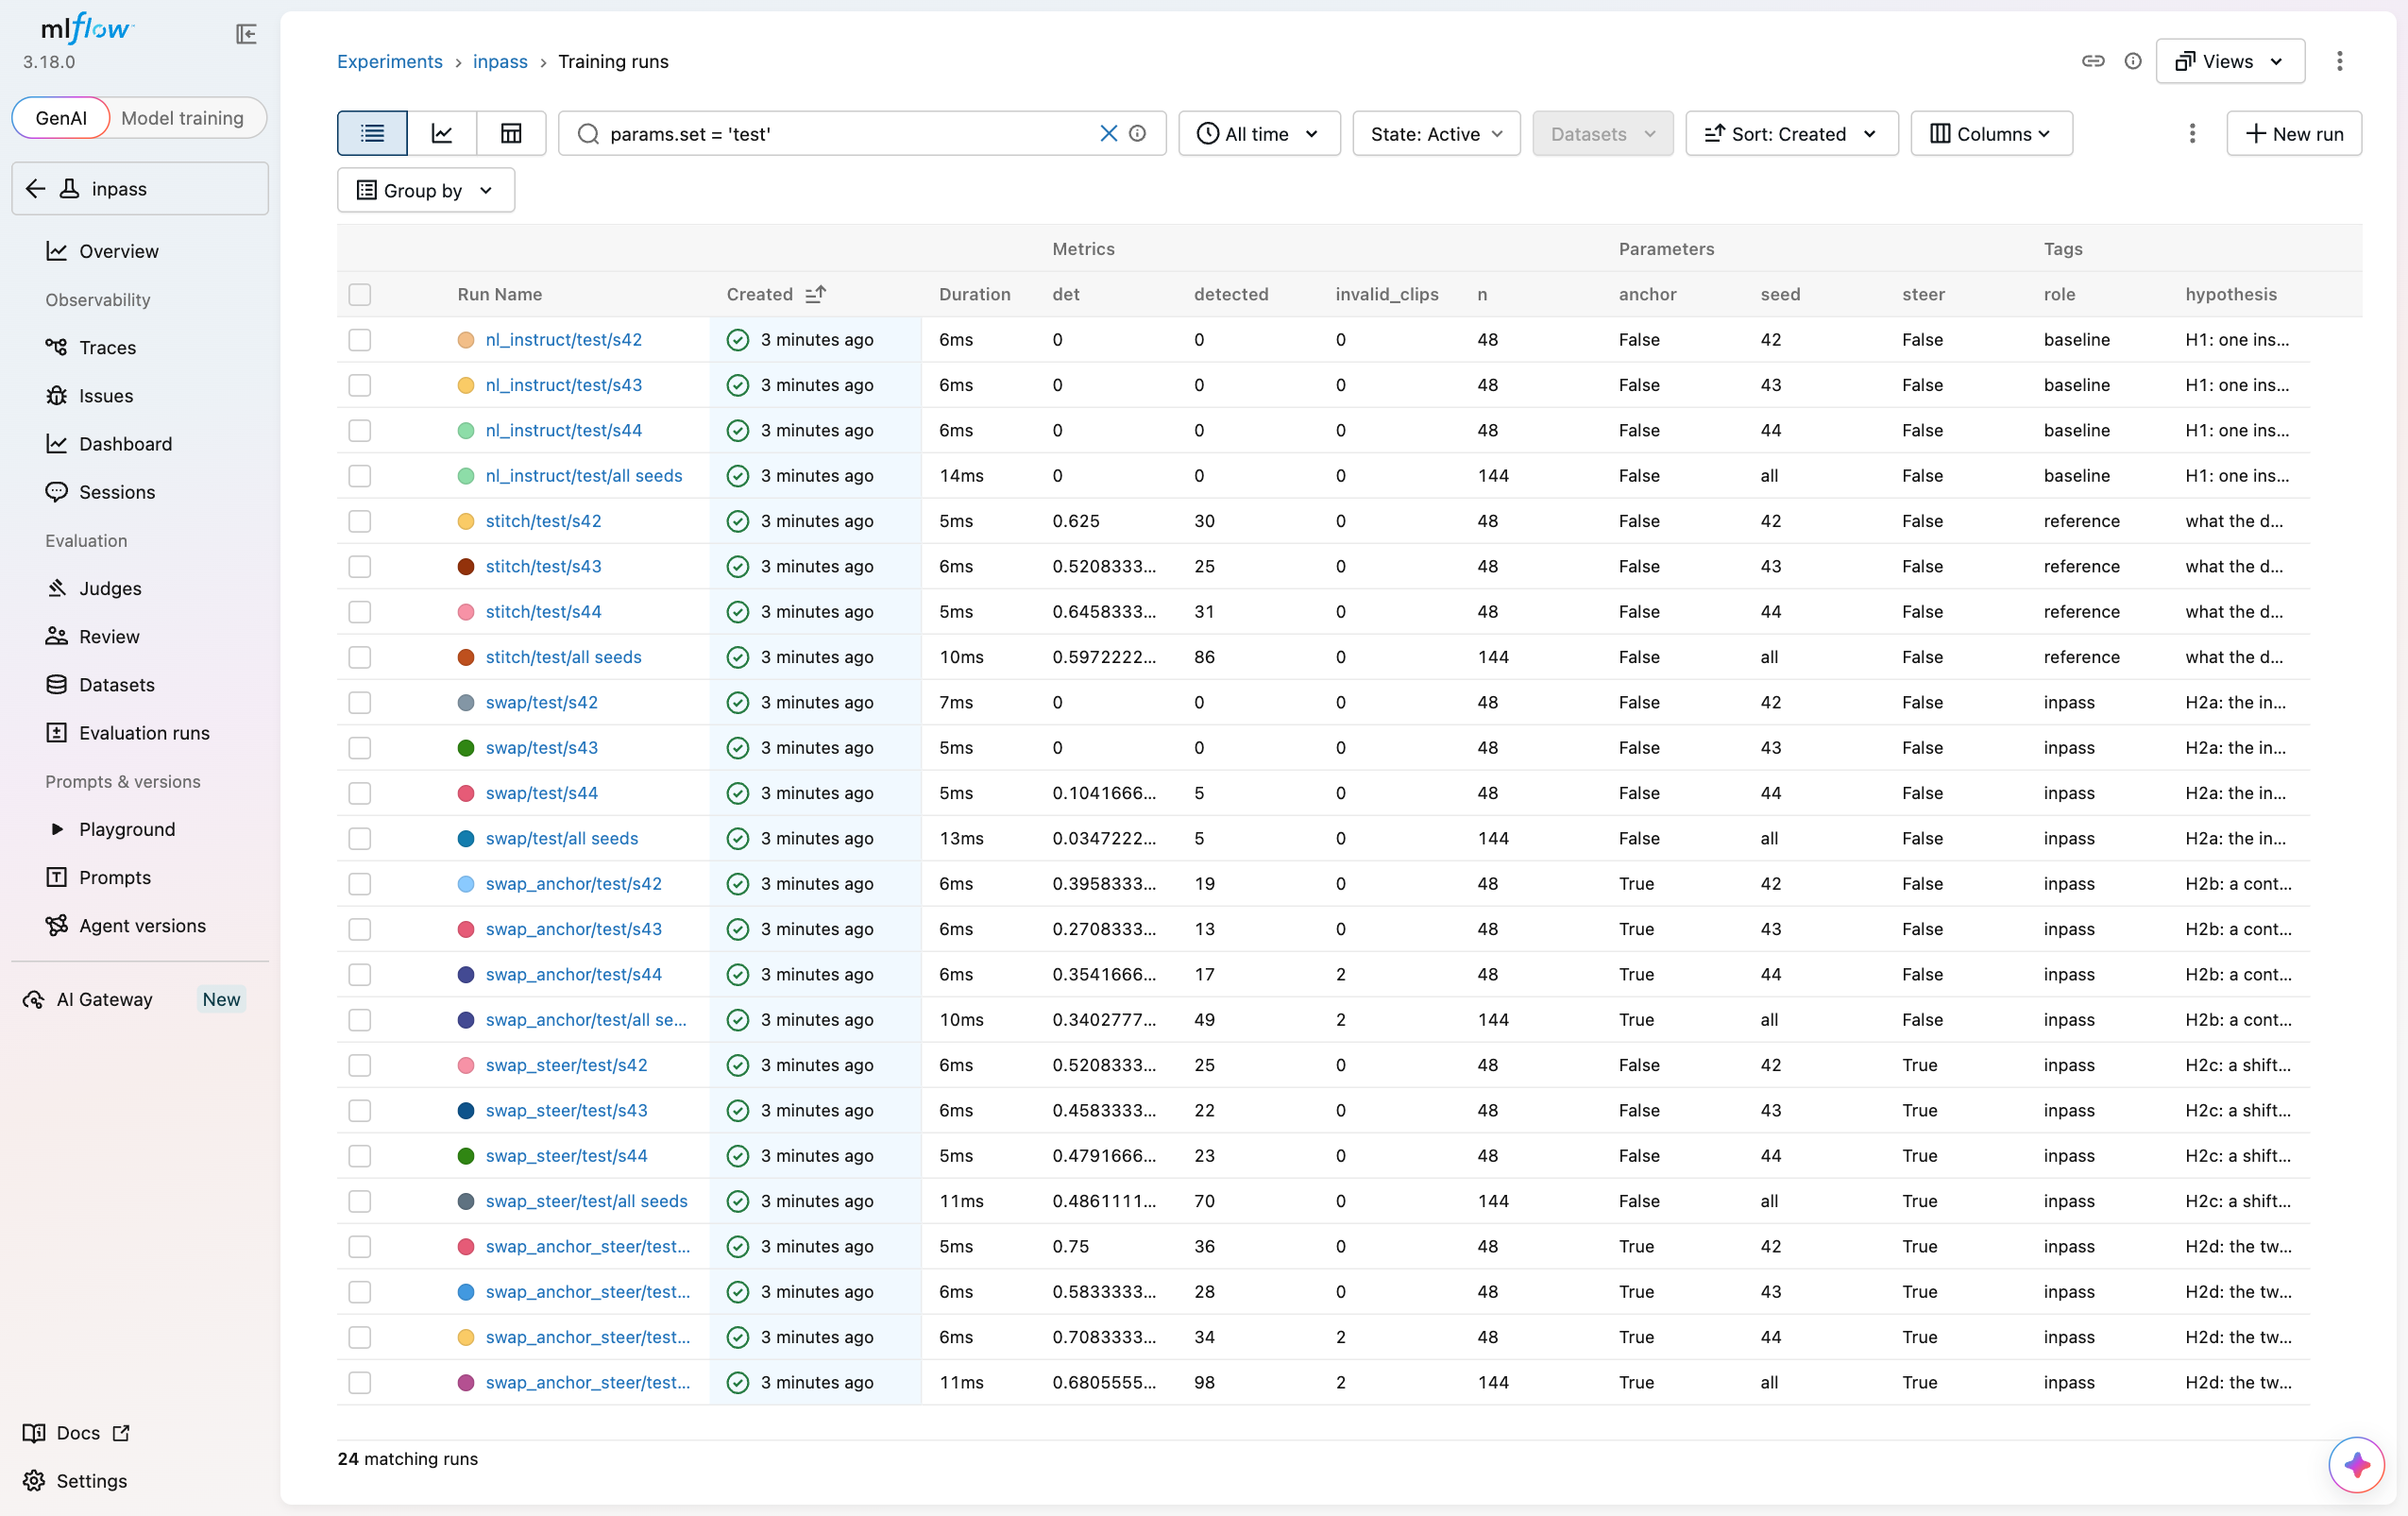 mlflow
3.18.0
GenAI Model training
inpass
Overview
Observability
Traces
Issues
Dashboard
Sessions
Evaluation
Judges
Review
Datasets
Evaluation runs
Prompts & versions
Playground
Prompts
Agent versions
AI Gateway New
Docs
Settings
Experiments > inpass > Training runs
Views
params.set = 'test'
All time
State: Active
Datasets
Sort: Created
Columns
New run
Group by
Metrics Parameters Tags
Run Name Created Duration det detected invalid_clips n anchor seed steer role hypothesis
nl_instruct/test/s42 3 minutes ago 6ms 0 0 0 48 False 42 False baseline H1: one ins...
nl_instruct/test/s43 3 minutes ago 6ms 0 0 0 48 False 43 False baseline H1: one ins...
nl_instruct/test/s44 3 minutes ago 6ms 0 0 0 48 False 44 False baseline H1: one ins...
nl_instruct/test/all seeds 3 minutes ago 14ms 0 0 0 144 False all False baseline H1: one ins...
stitch/test/s42 3 minutes ago 5ms 0.625 30 0 48 False 42 False reference what the d...
stitch/test/s43 3 minutes ago 6ms 0.5208333... 25 0 48 False 43 False reference what the d...
stitch/test/s44 3 minutes ago 5ms 0.6458333... 31 0 48 False 44 False reference what the d...
stitch/test/all seeds 3 minutes ago 10ms 0.5972222... 86 0 144 False all False reference what the d...
swap/test/s42 3 minutes ago 7ms 0 0 0 48 False 42 False inpass H2a: the in...
swap/test/s43 3 minutes ago 5ms 0 0 0 48 False 43 False inpass H2a: the in...
swap/test/s44 3 minutes ago 5ms 0.1041666... 5 0 48 False 44 False inpass H2a: the in...
swap/test/all seeds 3 minutes ago 13ms 0.0347222... 5 0 144 False all False inpass H2a: the in...
swap_anchor/test/s42 3 minutes ago 6ms 0.3958333... 19 0 48 True 42 False inpass H2b: a cont...
swap_anchor/test/s43 3 minutes ago 6ms 0.2708333... 13 0 48 True 43 False inpass H2b: a cont...
swap_anchor/test/s44 3 minutes ago 6ms 0.3541666... 17 2 48 True 44 False inpass H2b: a cont...
swap_anchor/test/all se... 3 minutes ago 10ms 0.3402777... 49 2 144 True all False inpass H2b: a cont...
swap_steer/test/s42 3 minutes ago 6ms 0.5208333... 25 0 48 False 42 True inpass H2c: a shift...
swap_steer/test/s43 3 minutes ago 6ms 0.4583333... 22 0 48 False 43 True inpass H2c: a shift...
swap_steer/test/s44 3 minutes ago 5ms 0.4791666... 23 0 48 False 44 True inpass H2c: a shift...
swap_steer/test/all seeds 3 minutes ago 11ms 0.4861111... 70 0 144 False all True inpass H2c: a shift...
swap_anchor_steer/test... 3 minutes ago 5ms 0.75 36 0 48 True 42 True inpass H2d: the tw...
swap_anchor_steer/test... 3 minutes ago 6ms 0.5833333... 28 0 48 True 43 True inpass H2d: the tw...
swap_anchor_steer/test... 3 minutes ago 6ms 0.7083333... 34 2 48 True 44 True inpass H2d: the tw...
swap_anchor_steer/test... 3 minutes ago 11ms 0.6805555... 98 2 144 True all True inpass H2d: the tw...
24 matching runs